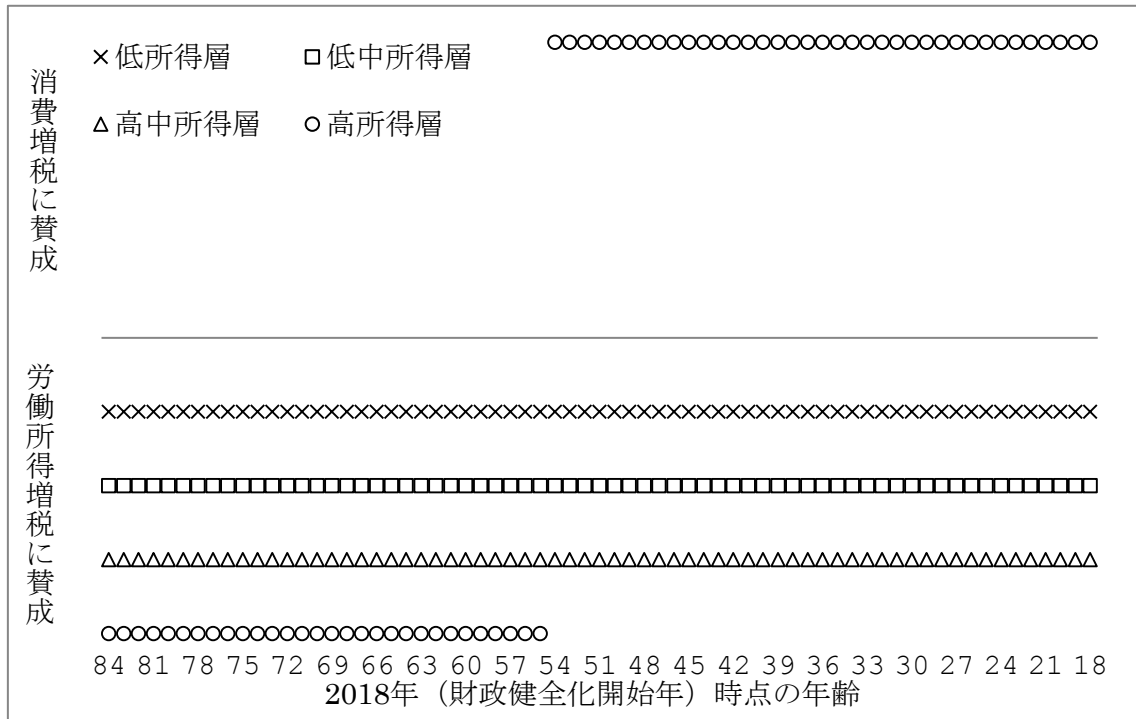 ×低所得層 □低中所得層
△高中所得層 ○高所得層
消費増税に賛成
労働所得増税に賛成
84 81 78 75 72 69 66 63 60 57 54 51 48 45 42 39 36 33 30 27 24 21 18
2018年（財政健全化開始年）時点の年齢